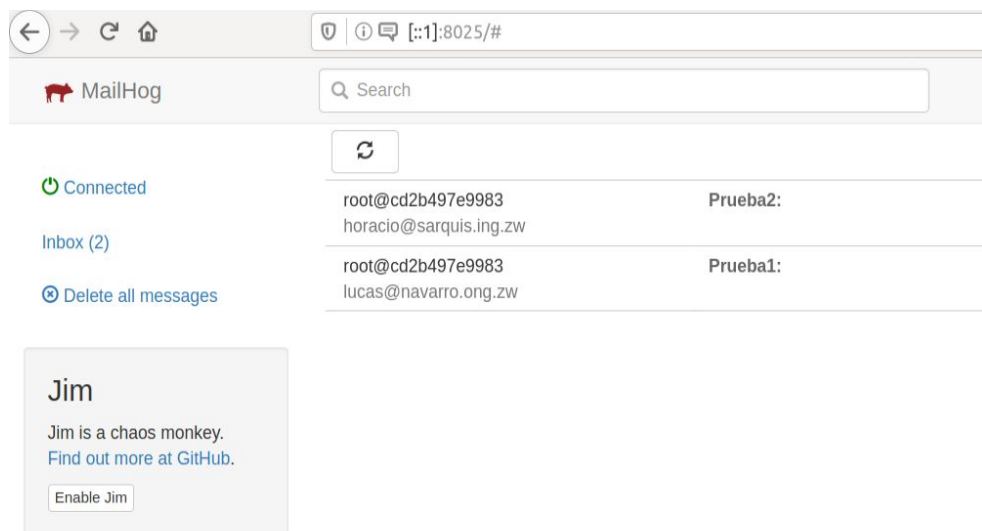 [::1]:8025/#
MailHog
Search
Connected
Inbox (2)
Delete all messages
root@cd2b497e9983
Prueba2:
horacio@sarquis.ing.zw
root@cd2b497e9983
Prueba1:
lucas@navarro.ong.zw
Jim
Jim is a chaos monkey.
Find out more at GitHub.
Enable Jim